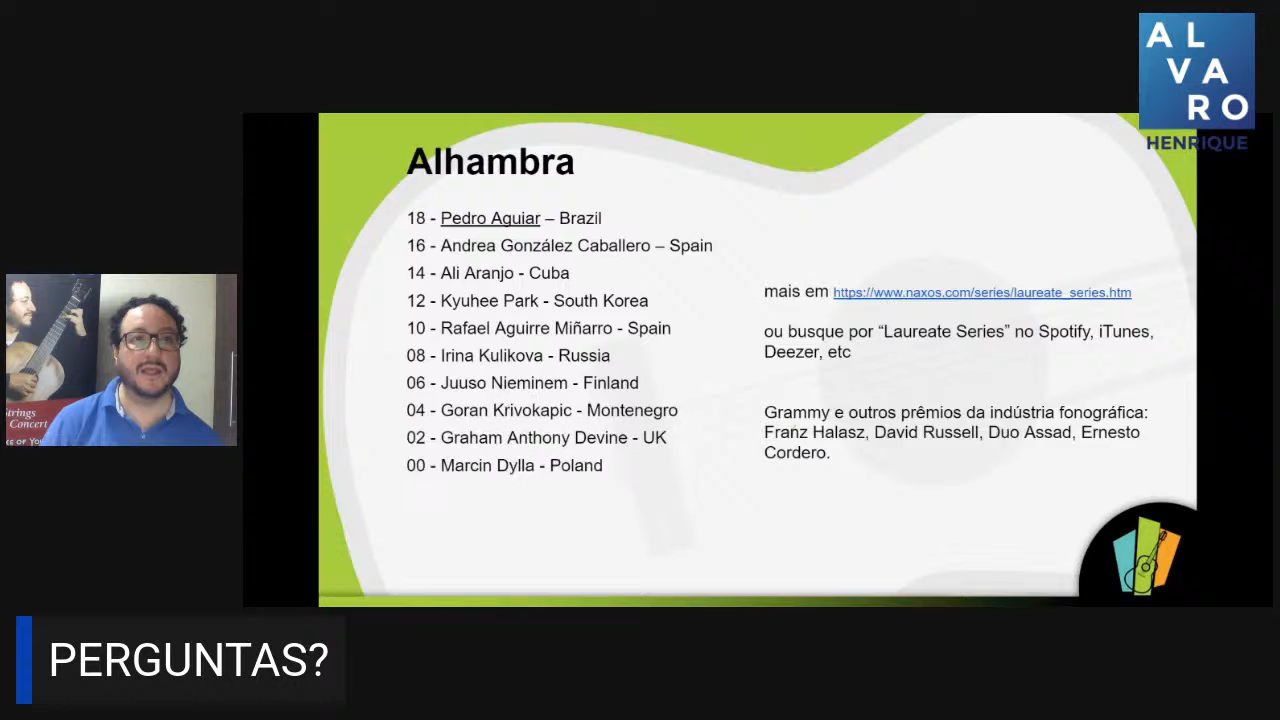 A L
V A
R O
HENRIQUE
Alhambra
18 - Pedro Aguiar – Brazil
16 - Andrea González Caballero – Spain
14 - Ali Aranjo - Cuba
12 - Kyuhee Park - South Korea
10 - Rafael Aguirre Miñarro - Spain
08 - Irina Kulikova - Russia
06 - Juuso Nieminem - Finland
04 - Goran Krivokapic - Montenegro
02 - Graham Anthony Devine - UK
00 - Marcin Dylla - Poland
mais em https://www.naxos.com/series/laureate_series.htm
ou busque por “Laureate Series” no Spotify, iTunes,
Deezer, etc
Grammy e outros prêmios da indústria fonográfica:
Franz Halasz, David Russell, Duo Assad, Ernesto
Cordero.
Strings
Concert
PERGUNTAS?